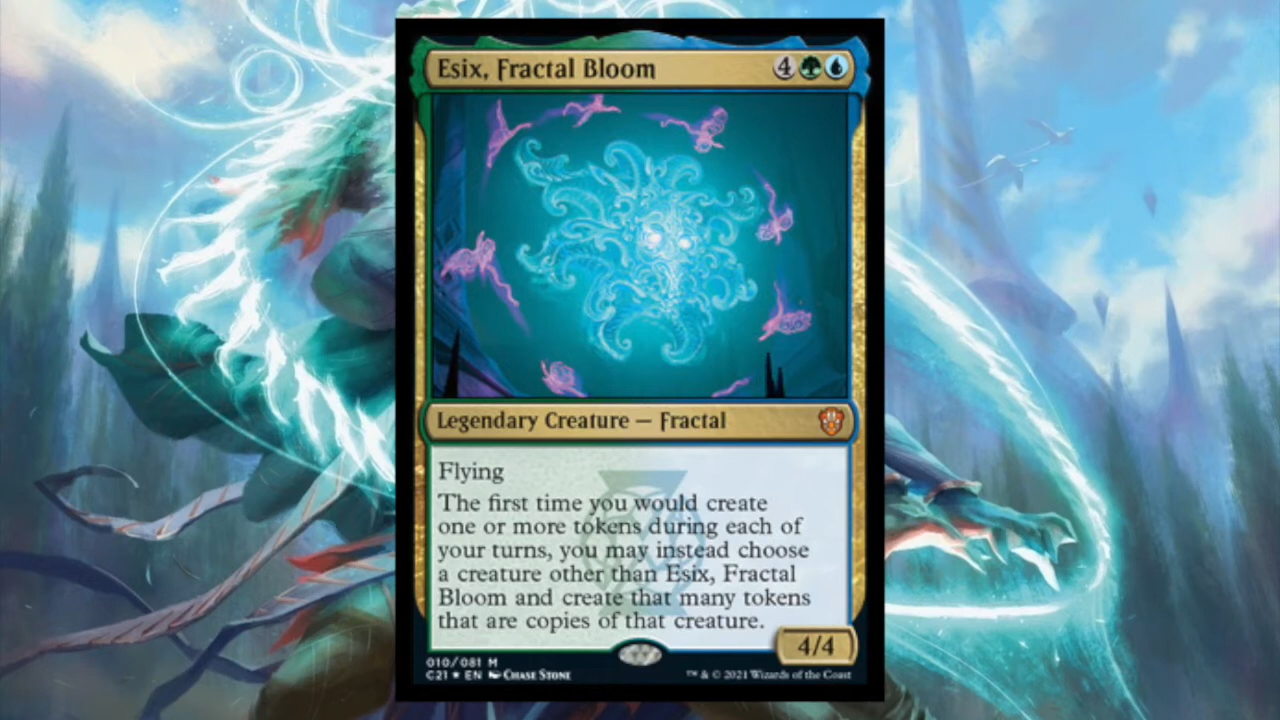 Esix, Fractal Bloom 4
Legendary Creature — Fractal
Flying
The first time you would create
one or more tokens during each of
your turns, you may instead choose
a creature other than Esix, Fractal
Bloom and create that many tokens
that are copies of that creature.
4/4
010/081 M
C21 ★ EN Chase Stone
™ & © 2021 Wizards of the Coast